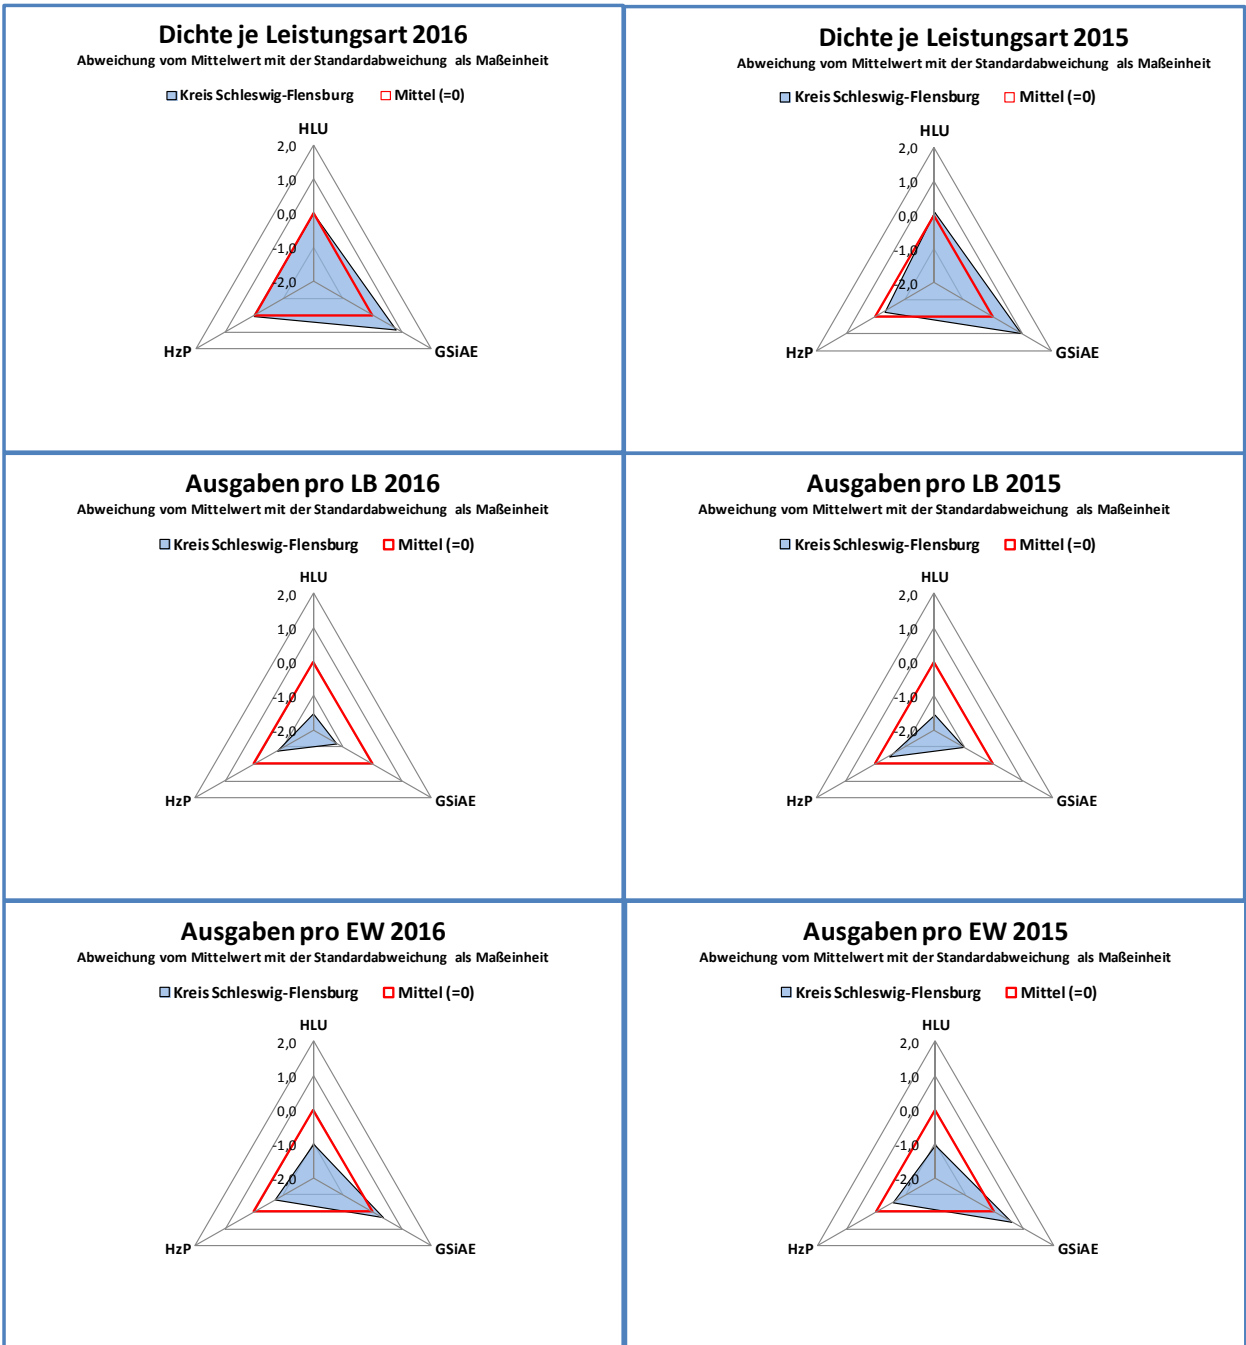 Dichte je Leistungsart 2016
Abweichung vom Mittelwert mit der Standardabweichung als Maßeinheit
Kreis Schleswig-Flensburg Mittel (=0)
HLU
2,0
1,0
0,0
-1,0
-2,0
HzP
GSiAE
Dichte je Leistungsart 2015
Abweichung vom Mittelwert mit der Standardabweichung als Maßeinheit
Kreis Schleswig-Flensburg Mittel (=0)
HLU
2,0
1,0
0,0
-1,0
-2,0
HzP
GSiAE
Ausgaben pro LB 2016
Abweichung vom Mittelwert mit der Standardabweichung als Maßeinheit
Kreis Schleswig-Flensburg Mittel (=0)
HLU
2,0
1,0
0,0
-1,0
-2,0
HzP
GSiAE
Ausgaben pro LB 2015
Abweichung vom Mittelwert mit der Standardabweichung als Maßeinheit
Kreis Schleswig-Flensburg Mittel (=0)
HLU
2,0
1,0
0,0
-1,0
-2,0
HzP
GSiAE
Ausgaben pro EW 2016
Abweichung vom Mittelwert mit der Standardabweichung als Maßeinheit
Kreis Schleswig-Flensburg Mittel (=0)
HLU
2,0
1,0
0,0
-1,0
-2,0
HzP
GSiAE
Ausgaben pro EW 2015
Abweichung vom Mittelwert mit der Standardabweichung als Maßeinheit
Kreis Schleswig-Flensburg Mittel (=0)
HLU
2,0
1,0
0,0
-1,0
-2,0
HzP
GSiAE